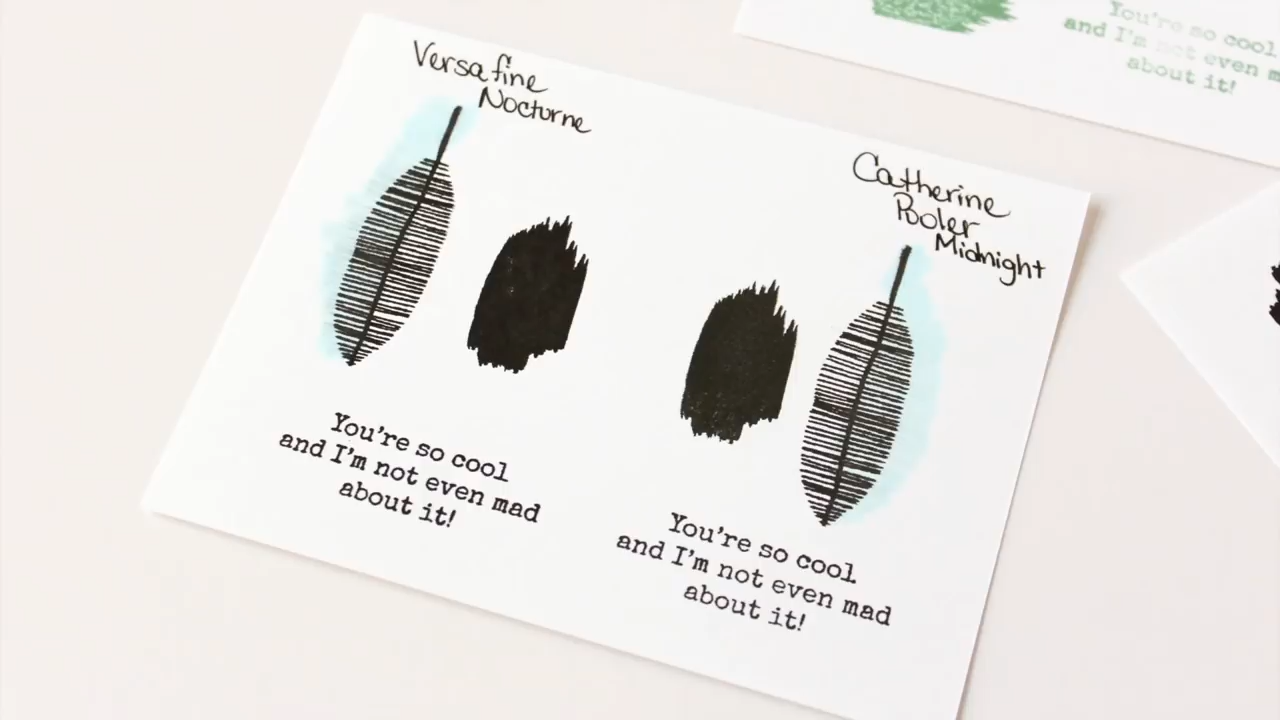 Versafine
Nocturne
You're so cool
and I'm not even mad
about it!
Catherine
Pooler
Midnight
You're so cool
and I'm not even mad
about it!
You're so cool
and I'm not even m
about it!